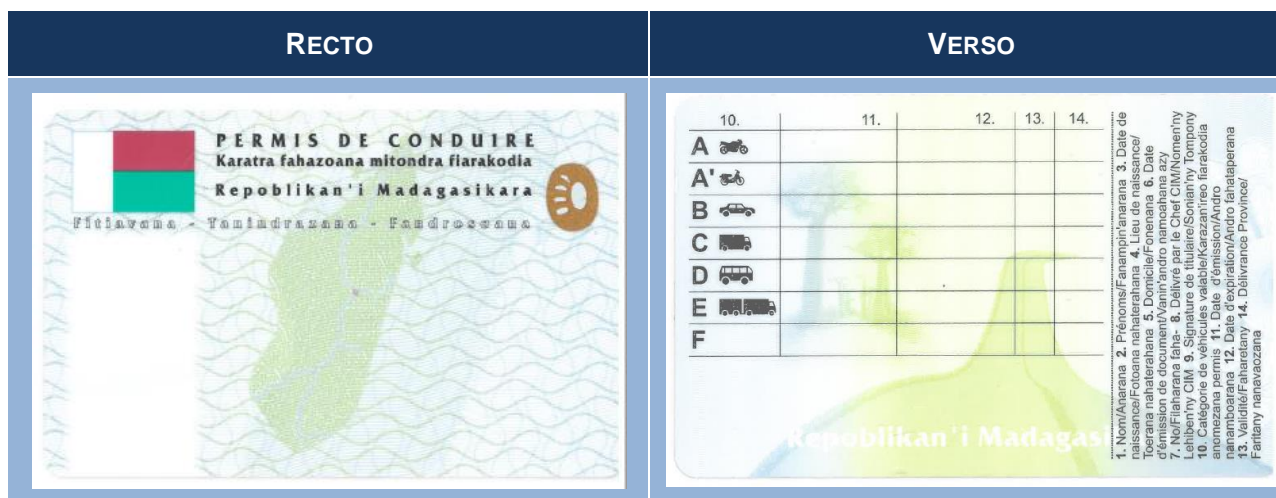 RECTO
VERSO
PERMIS DE CONDUIRE
Karatra fahazoana mitondra fiarakodia
Repoblikan'i Madagasikara
Fitiavana - Tanindrazana - Fandrosoana
10. 11. 12. 13. 14.
A
A'
B
C
D
E
F
Repoblikan'i Madagasi
1. Nom/Anarana 2. Prénoms/Fanampin'anarana 3. Date de
naissance/Fotoana nahaterahana 4. Lieu de naissance/
Toerana nahaterahana 5. Domicile/Fonenana 6. Date
d'émission de document/Vanin'andro namoahana azy
7. No/Filaharana faha- 8. Délivré par le Chef CIM/Nomen'ny
Lehiben'ny CIM 9. Signature de titulaire/Sonian'ny Tompony
10. Catégorie de véhicules valable/Karazan'ireo fiarakodia
anomezana permis 11. Date d'émission/Andro
nanamboarana 12. Date d'expiration/Andro fahataperana
13. Validité/Faharetany 14. Délivrance Province/
Faritany nanavaozana